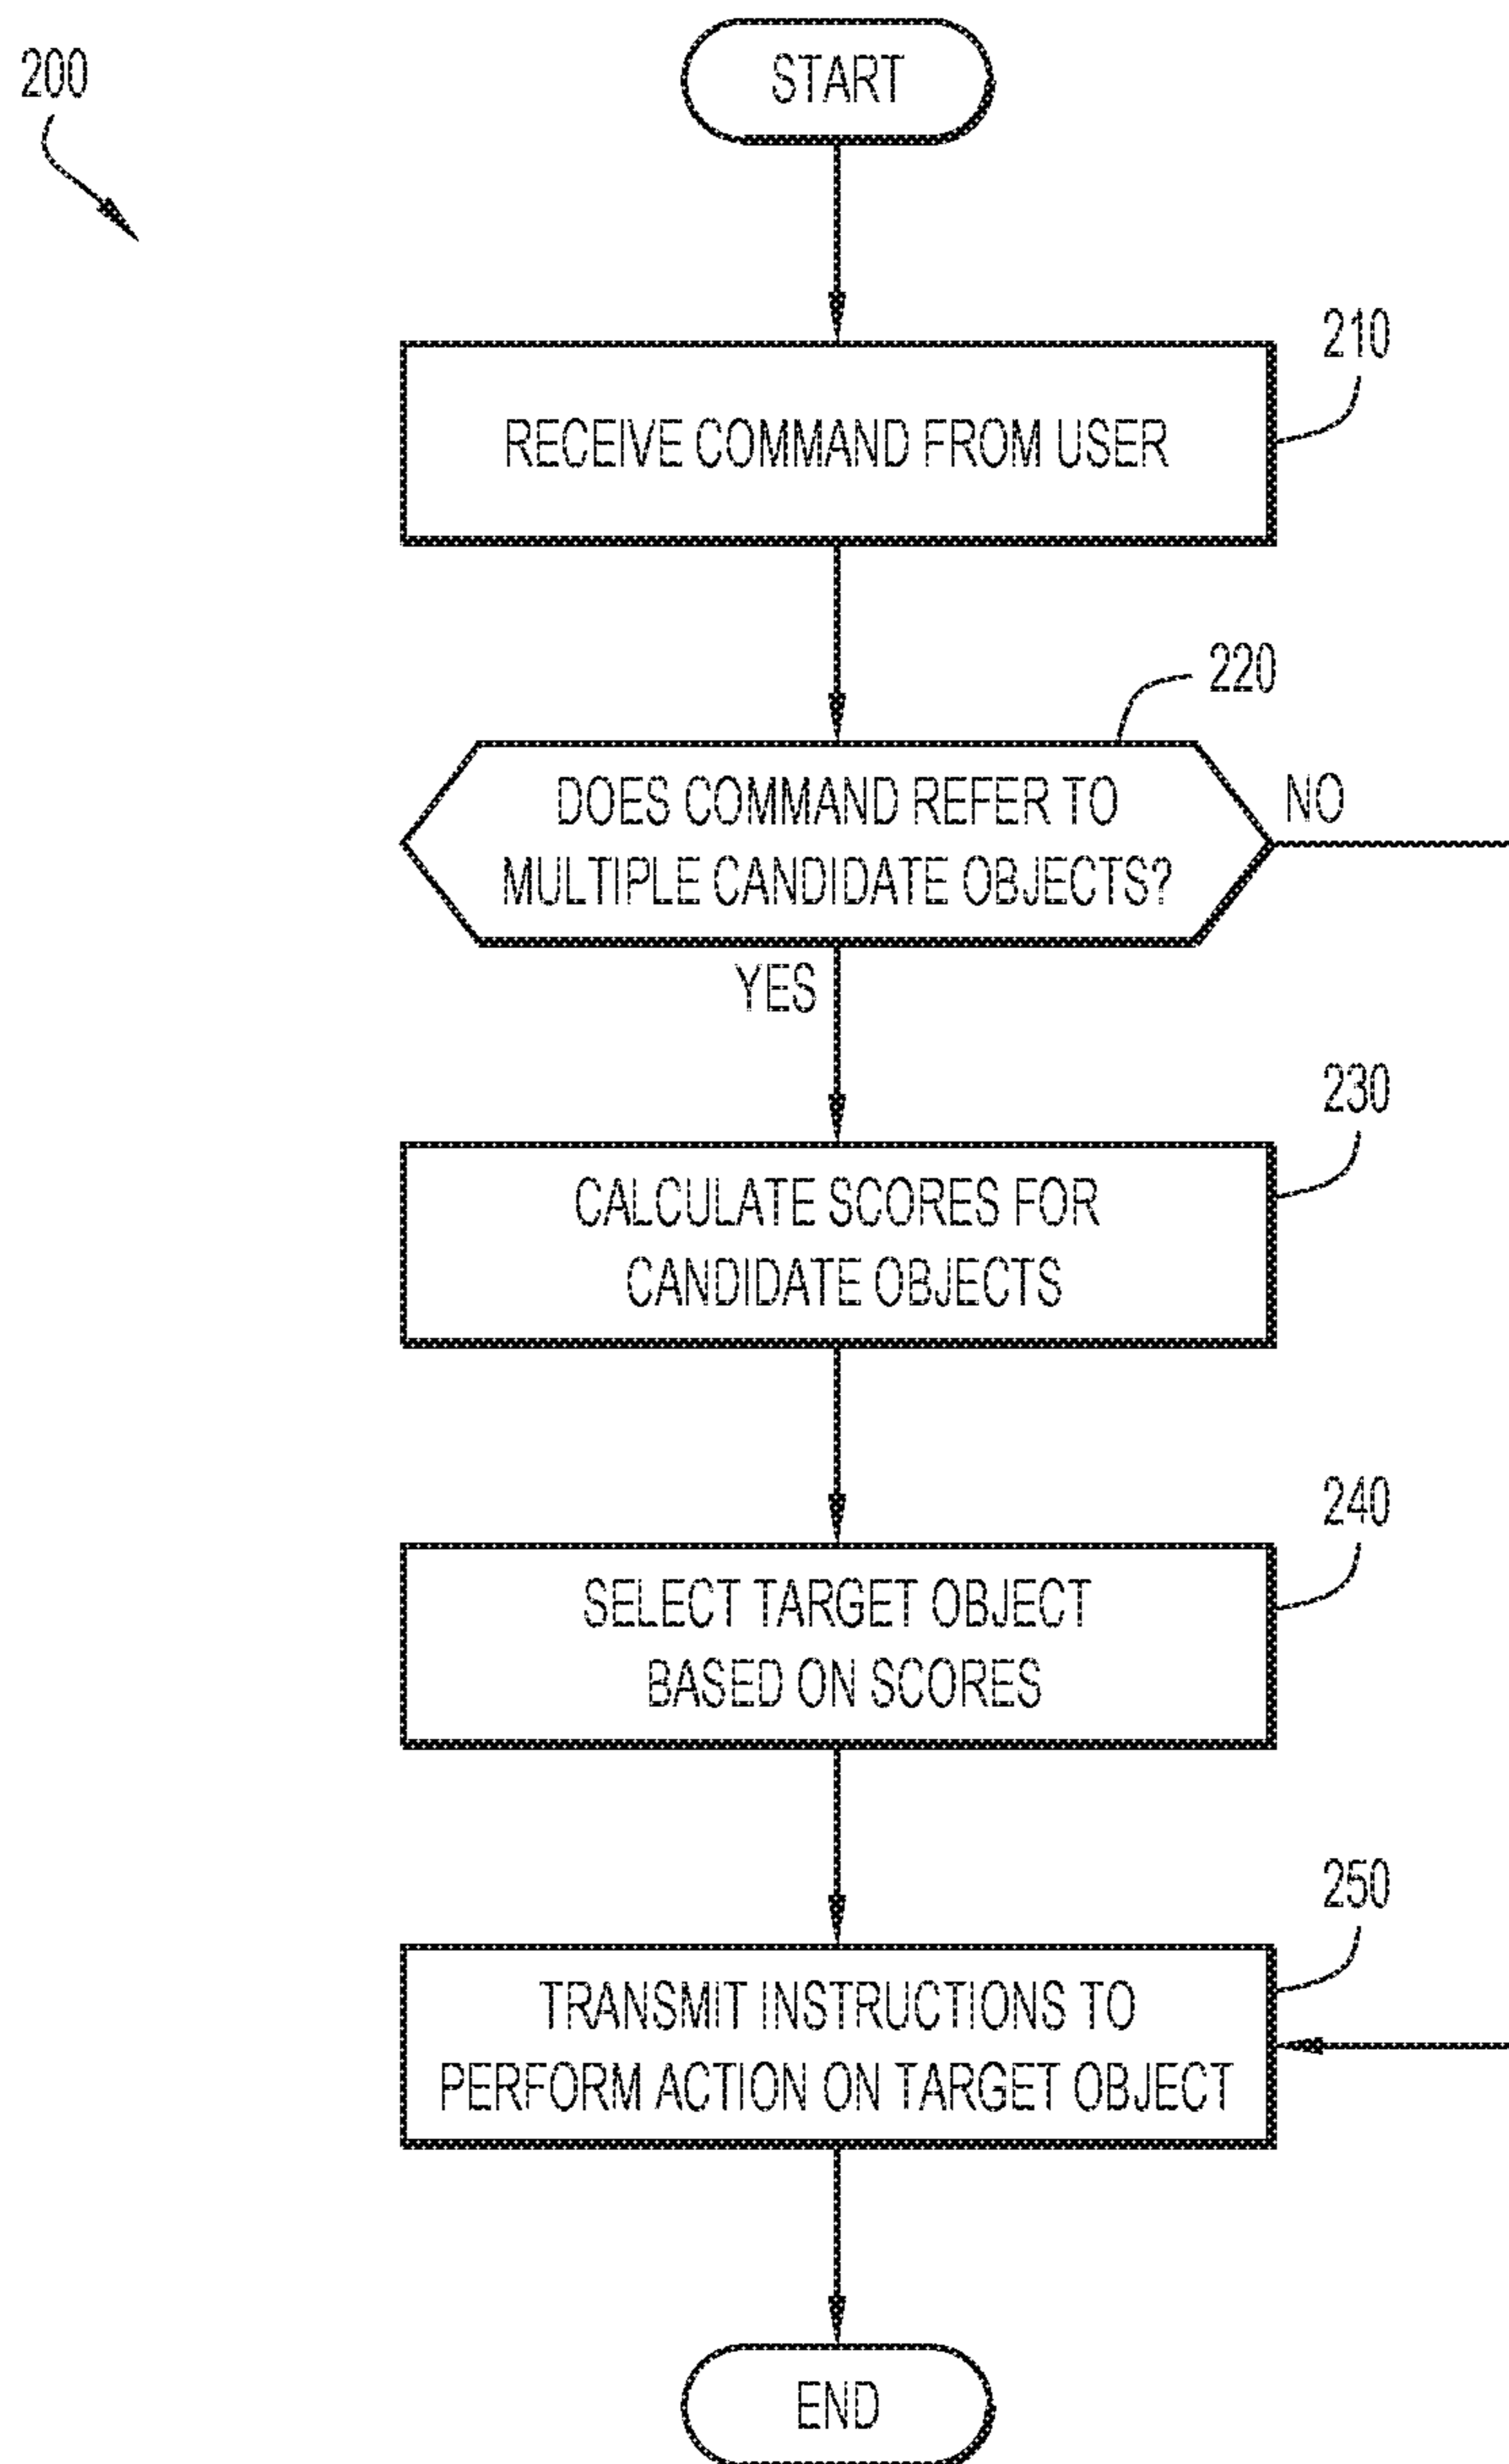 200
START
210
RECEIVE COMMAND FROM USER
220
DOES COMMAND REFER TO
MULTIPLE CANDIDATE OBJECTS?
NO
YES
230
CALCULATE SCORES FOR
CANDIDATE OBJECTS
240
SELECT TARGET OBJECT
BASED ON SCORES
250
TRANSMIT INSTRUCTIONS TO
PERFORM ACTION ON TARGET OBJECT
END